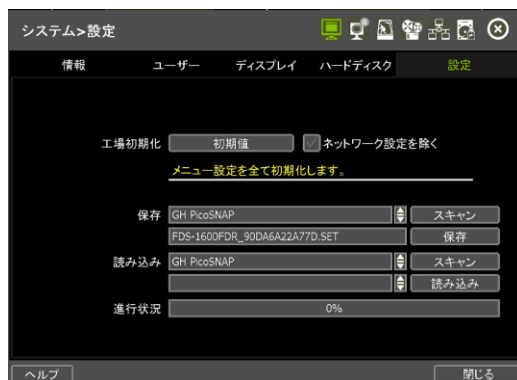 システム>設定
情報 ユーザー ディスプレイ ハードディスク 設定
工場初期化 初期値 ネットワーク設定を除く
メニュー設定を全て初期化します。
保存 GH PicoSNAP スキャン
FDS-1600FDR_90DA6A22A77D.SET 保存
読み込み GH PicoSNAP スキャン
読み込み
進行状況 0%
ヘルプ 閉じる